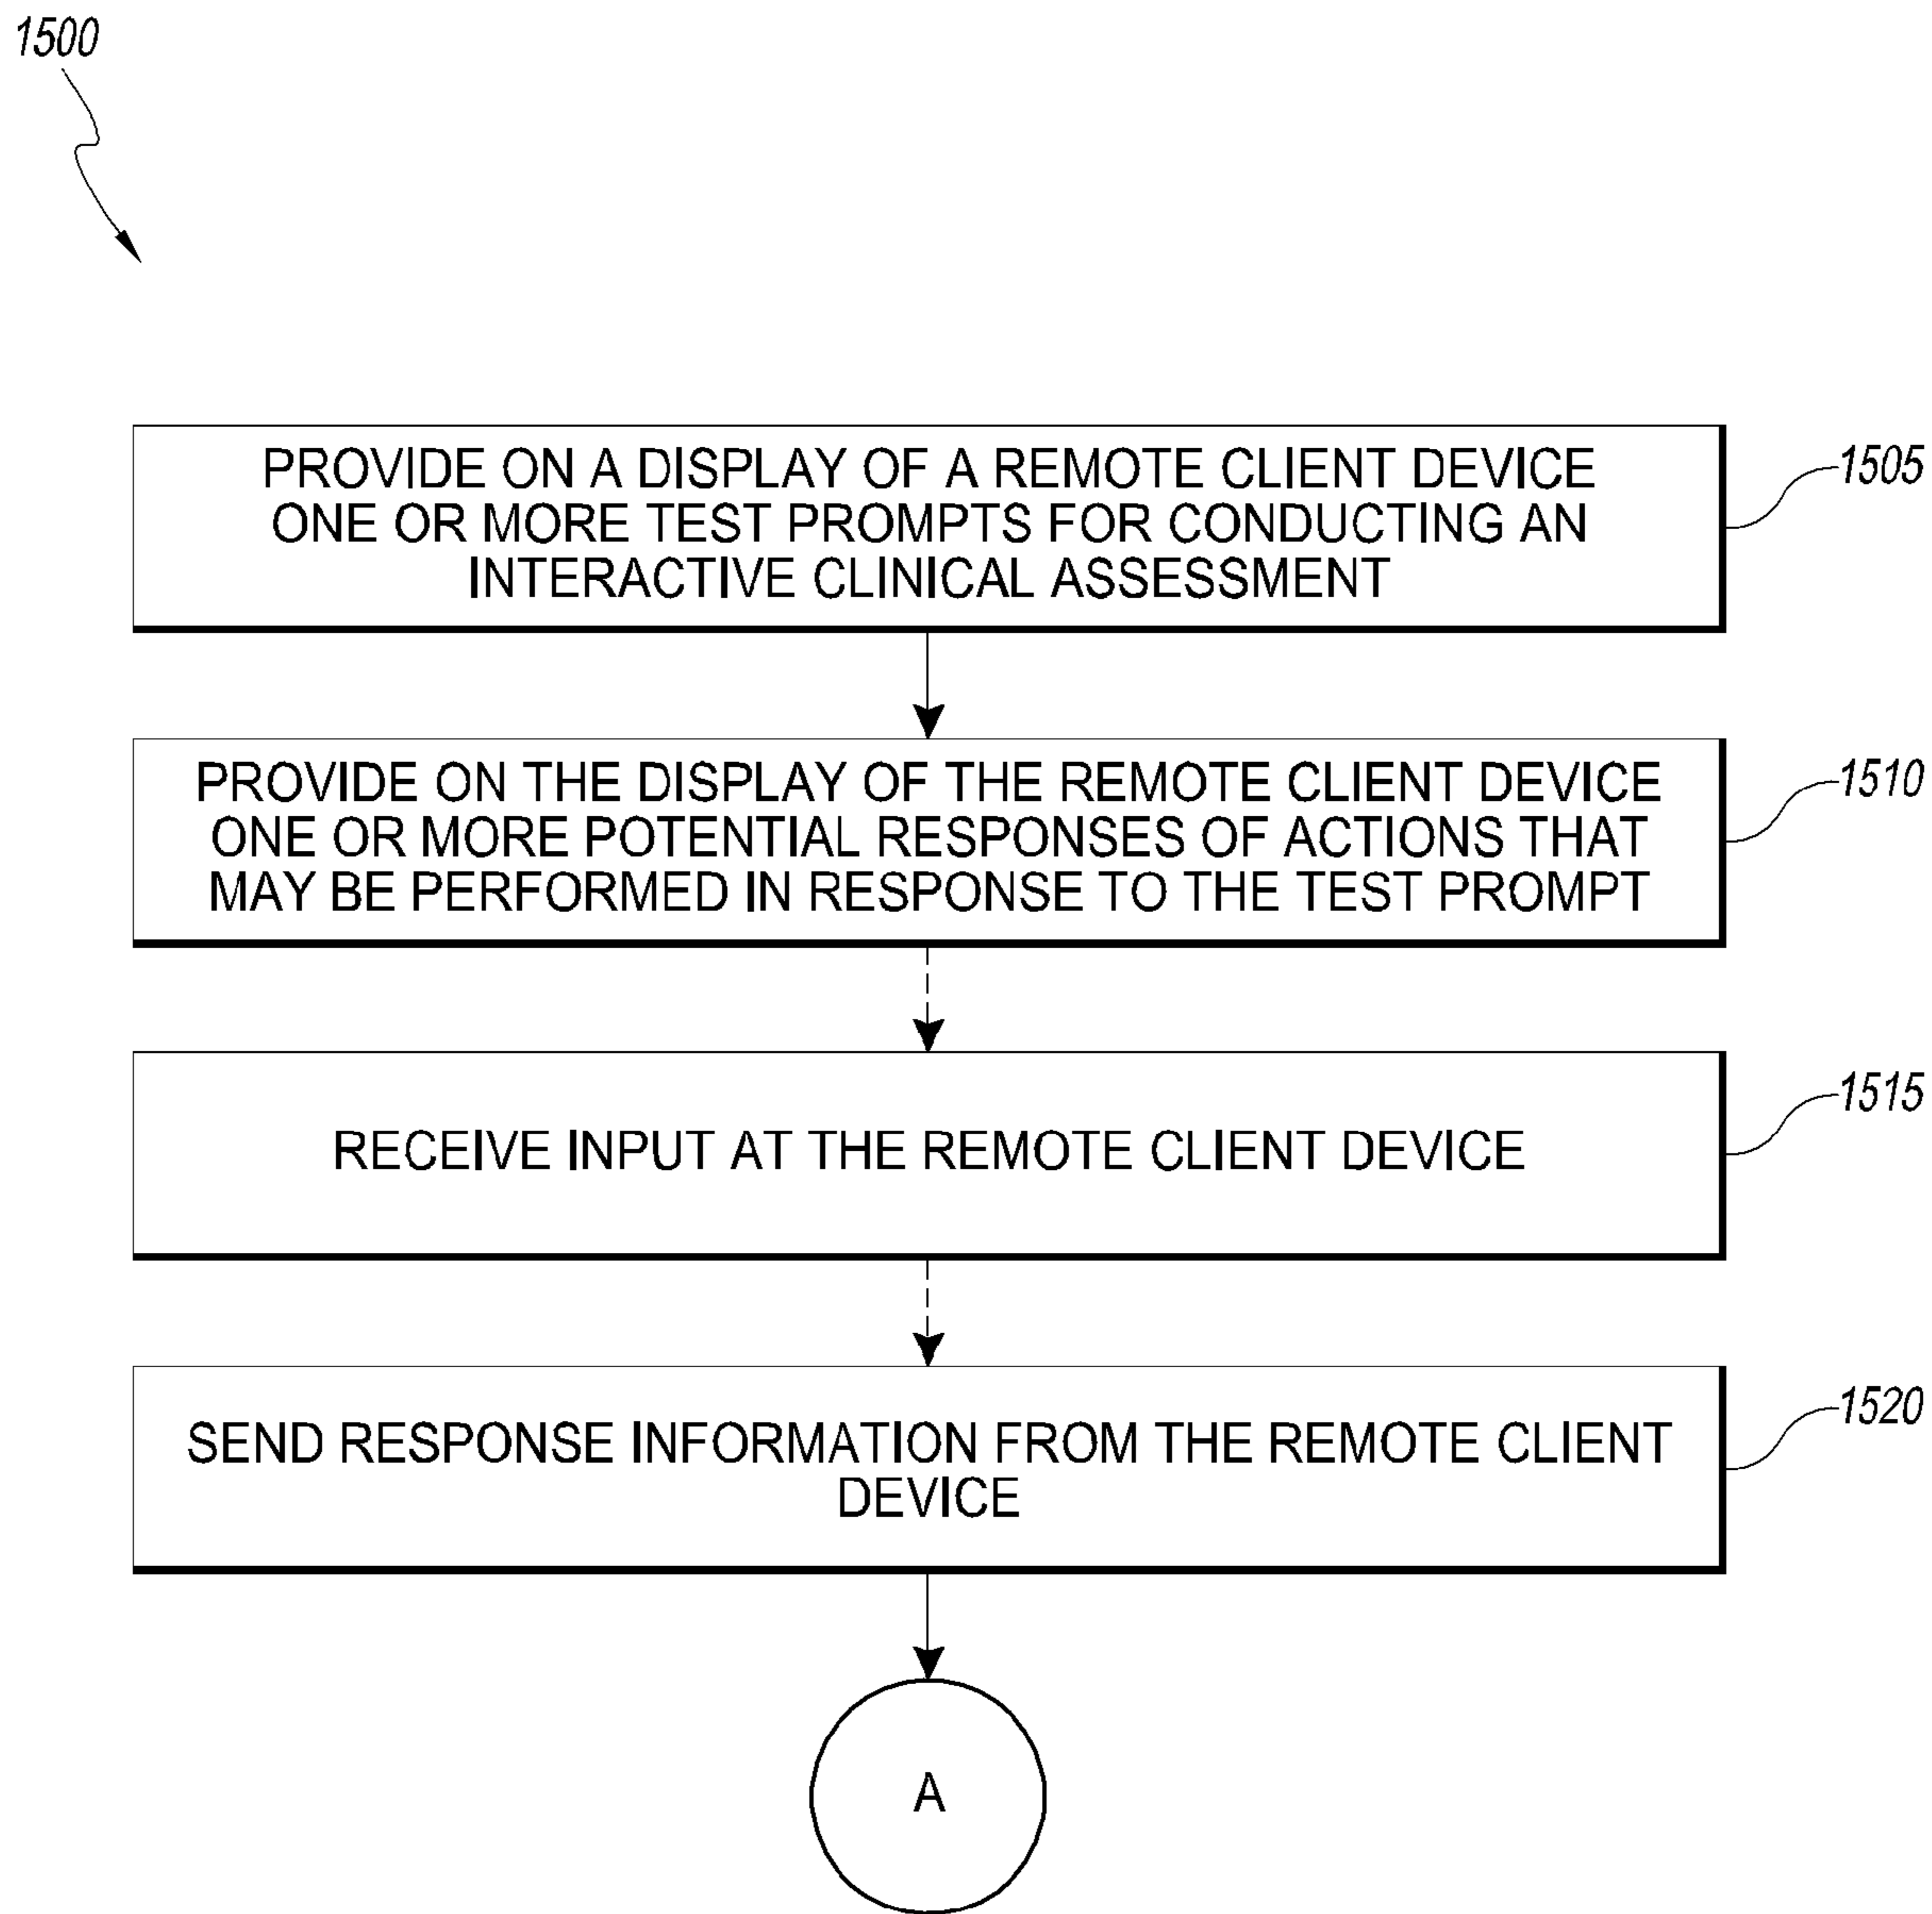 1500
PROVIDE ON A DISPLAY OF A REMOTE CLIENT DEVICE
ONE OR MORE TEST PROMPTS FOR CONDUCTING AN
INTERACTIVE CLINICAL ASSESSMENT
1505
PROVIDE ON THE DISPLAY OF THE REMOTE CLIENT DEVICE
ONE OR MORE POTENTIAL RESPONSES OF ACTIONS THAT
MAY BE PERFORMED IN RESPONSE TO THE TEST PROMPT
1510
RECEIVE INPUT AT THE REMOTE CLIENT DEVICE
1515
SEND RESPONSE INFORMATION FROM THE REMOTE CLIENT
DEVICE
1520
A